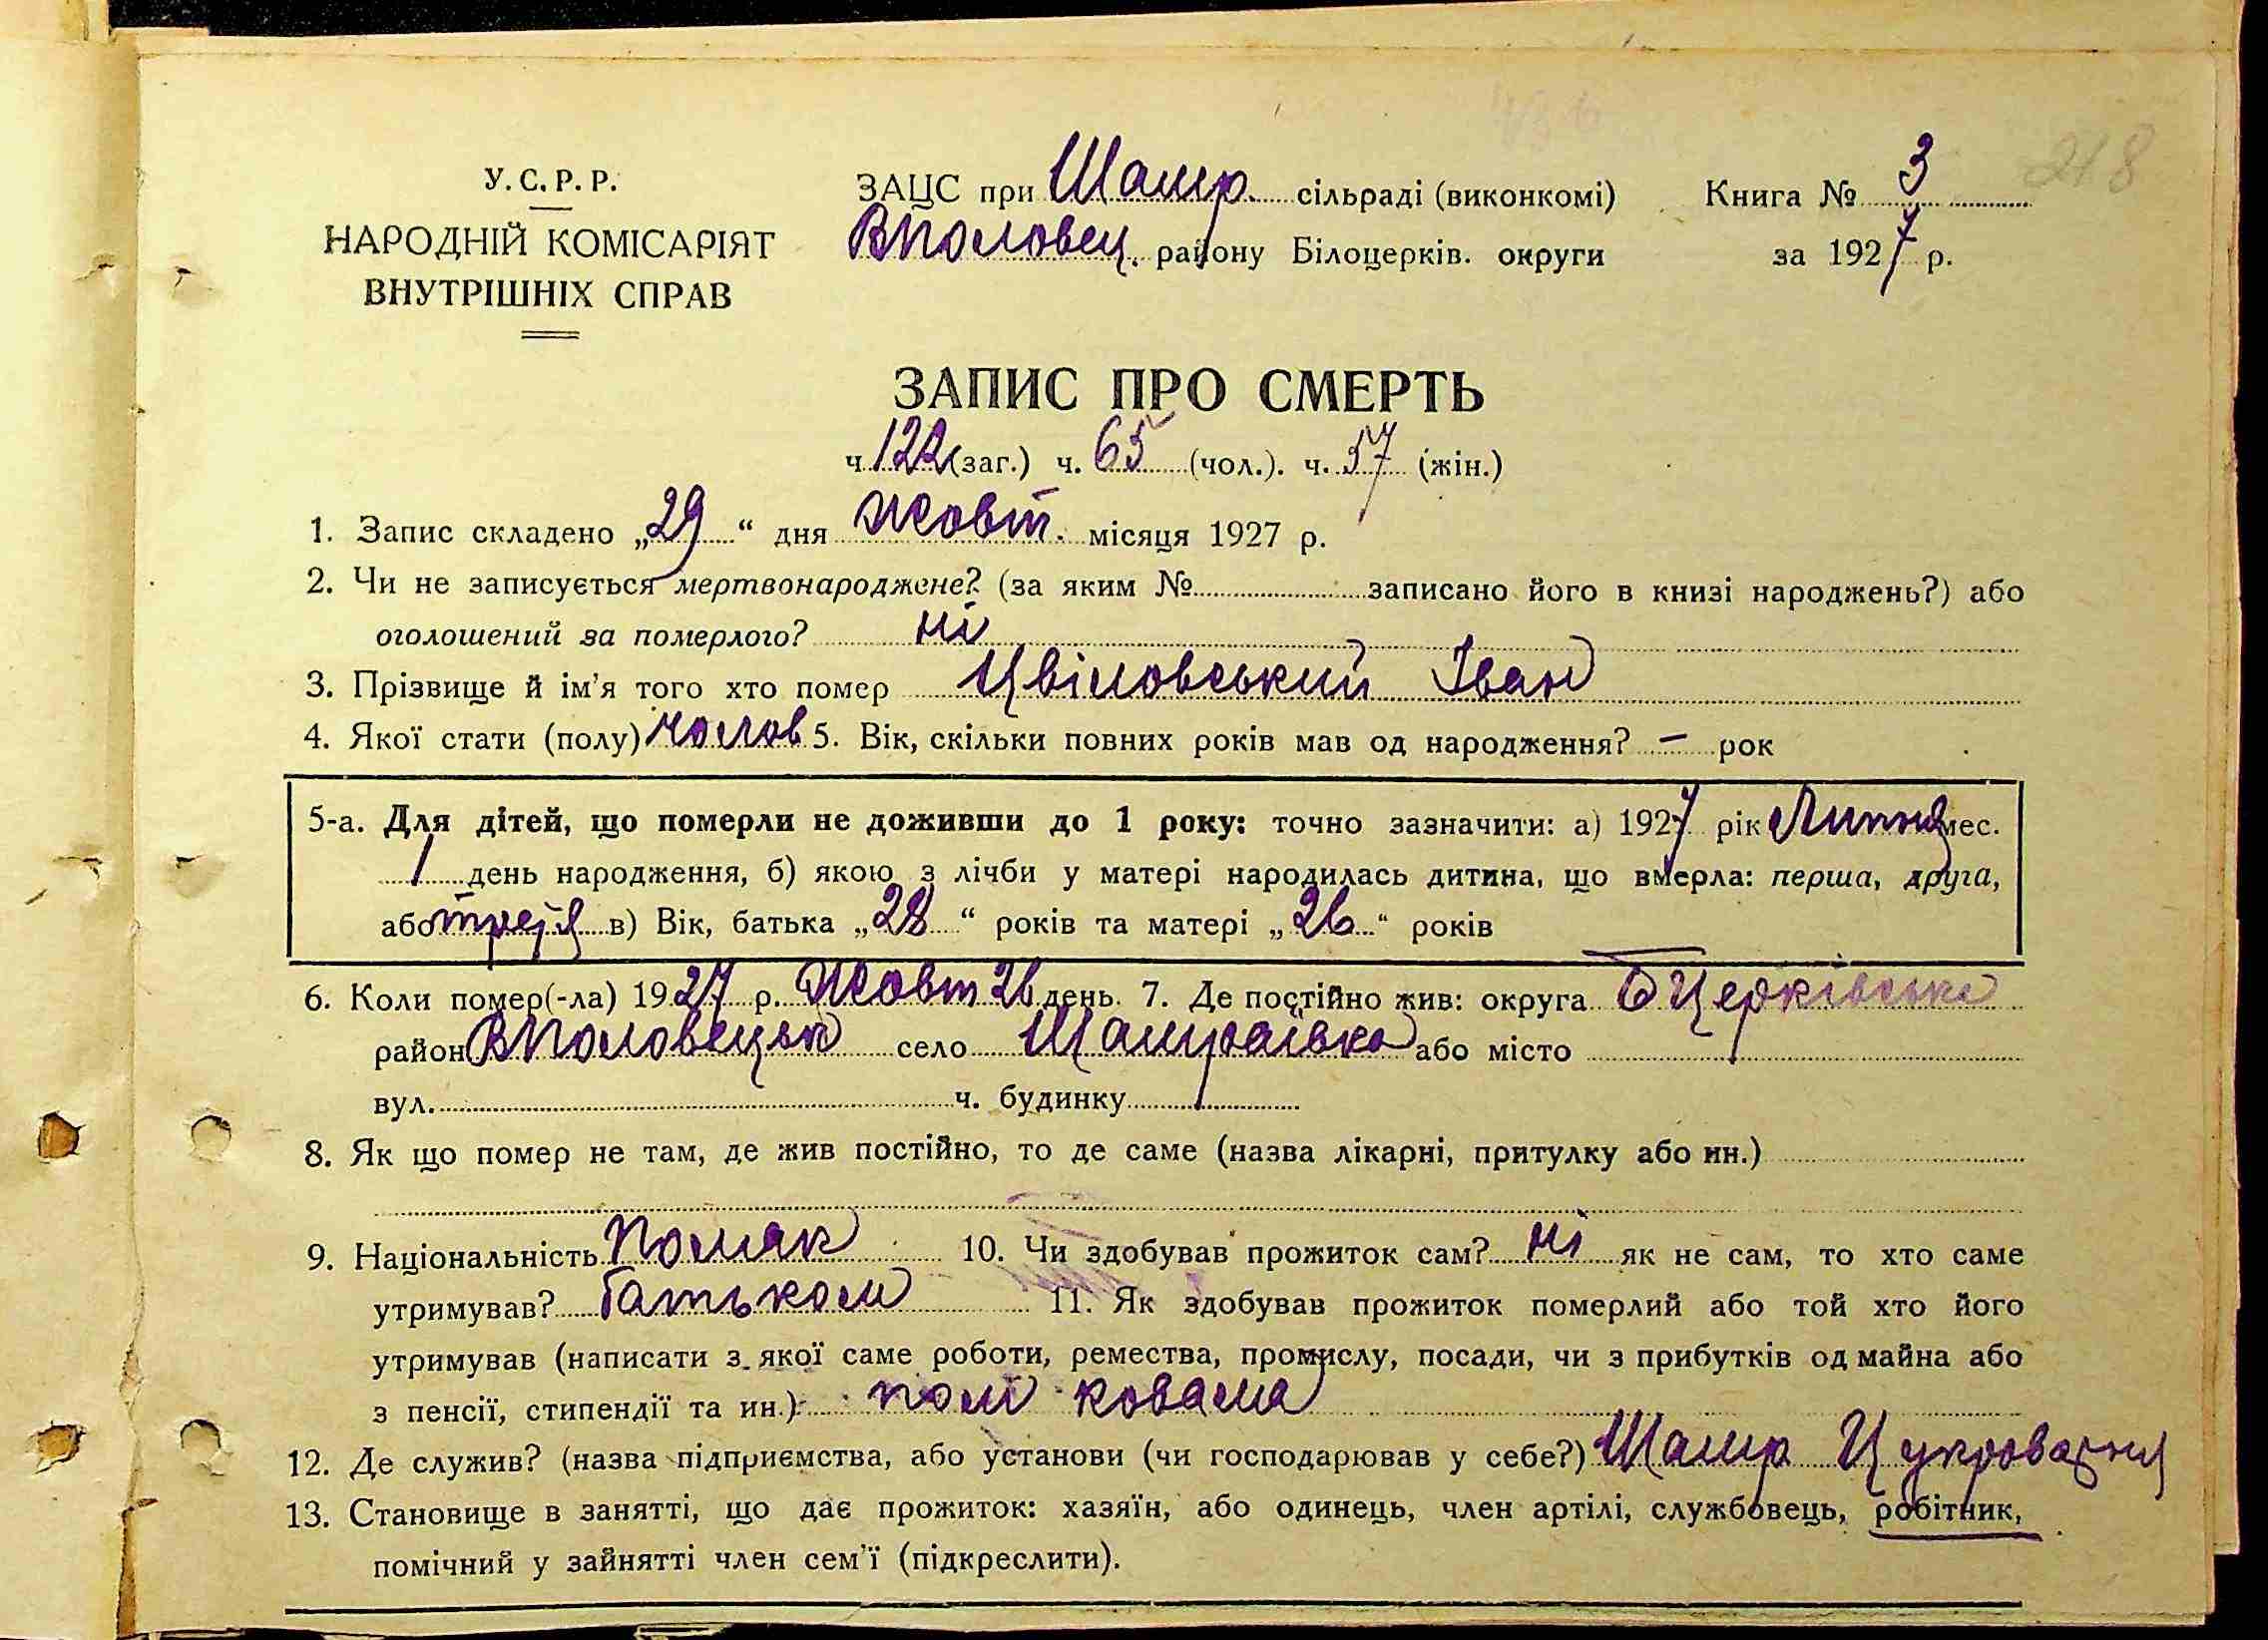 218
У.С.Р.Р.
НАРОДНІЙ КОМІСАРІЯТ
ВНУТРІШНІХ СПРАВ
ЗАЦС при Шамр. сільраді (виконкомі)
ВПоловец. району Білоцерків. округи
Книга № 3
за 1927 р.
ЗАПИС ПРО СМЕРТЬ
ч. 122 (заг.) ч. 65 (чол.). ч. 57 (жін.)
1. Запис складено „29“ дня Жовт. місяця 1927 р.
2. Чи не записується мертвонароджене? (за яким № записано його в книзі народжень?) або
оголошений за померлого? ні
3. Прізвище й ім’я того хто помер Цвіловський Іван
4. Якої стати (полу) чолов 5. Вік, скільки повних років мав од народження? – рок
5-а. Для дітей, що померли не доживши до 1 року: точно зазначити: а) 1927 рік Липня мес.
1 день народження, б) якою з лічби у матері народилась дитина, що вмерла: перша, друга,
або третя в) Вік, батька „28“ років та матері „26“ років
6. Коли помер(-ла) 1927 р. Жовт 26 день. 7. Де постійно жив: округа БЦерківська
район ВПоловецьк село Шамраївка або місто
вул. ч. будинку
8. Як що помер не там, де жив постійно, то де саме (назва лікарні, притулку або ин.)
9. Національність Поляк 10. Чи здобував прожиток сам? ні як не сам, то хто саме
утримував? батьком 11. Як здобував прожиток померлий або той хто його
утримував (написати з якої саме роботи, ремества, промислу, посади, чи з прибутків од майна або
з пенсії, стипендії та ин.) пом коваля
12. Де служив? (назва підприємства, або установи (чи господарював у себе?) Шамр Цукроварня
13. Становище в занятті, що дає прожиток: хазяїн, або одинець, член артілі, службовець, робітник,
помічний у зайнятті член сем’ї (підкреслити).